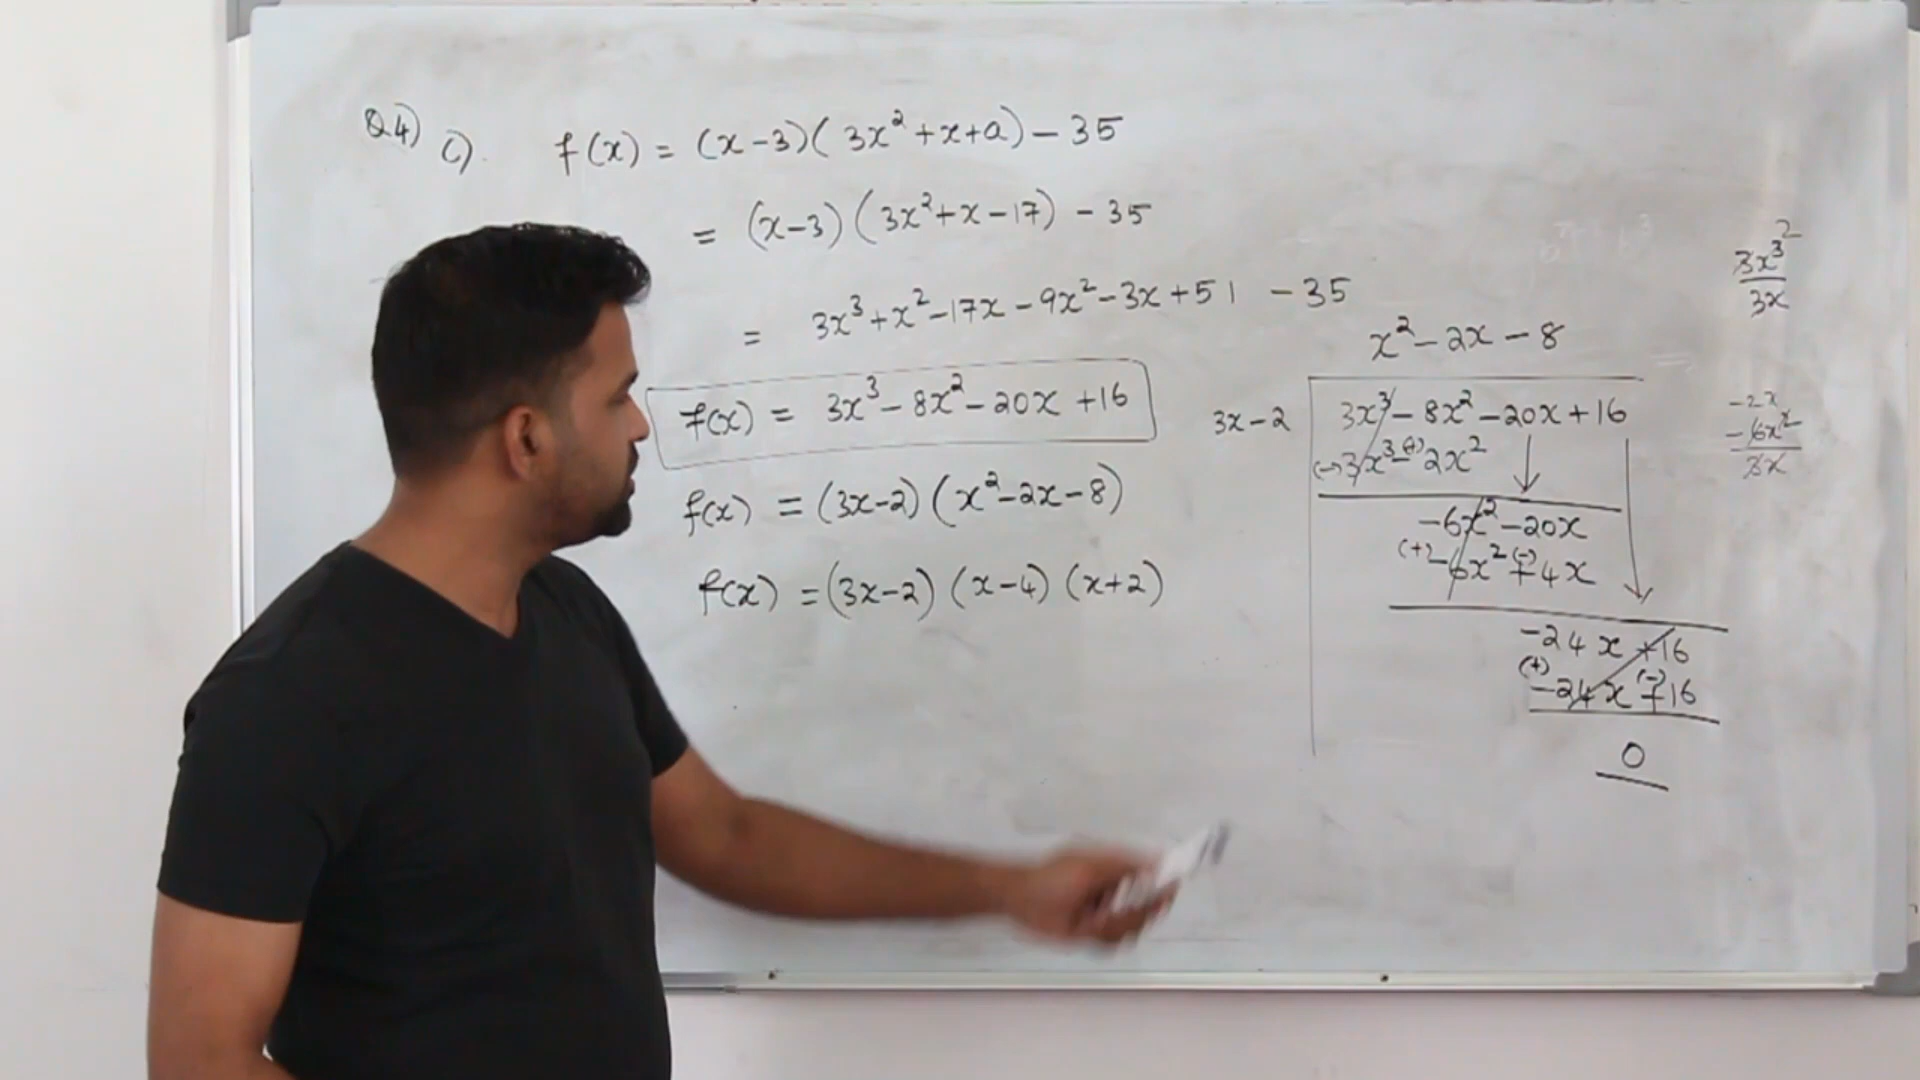 Q4) c). f(x) = (x-3)(3x²+x+a)-35
= (x-3)(3x²+x-17)-35
= 3x³+x²-17x-9x²-3x+51-35
f(x) = 3x³-8x²-20x+16
f(x) = (3x-2)(x²-2x-8)
f(x) = (3x-2)(x-4)(x+2)
x²-2x-8
3x-2 3x³-8x²-20x+16
(-)3x³-(+)2x²
-6x²-20x
(+)-6x²(-)+4x
-24x+16
(+)-24x(-)+16
0
3x³ 2
3x
-2x
-6x²
3x